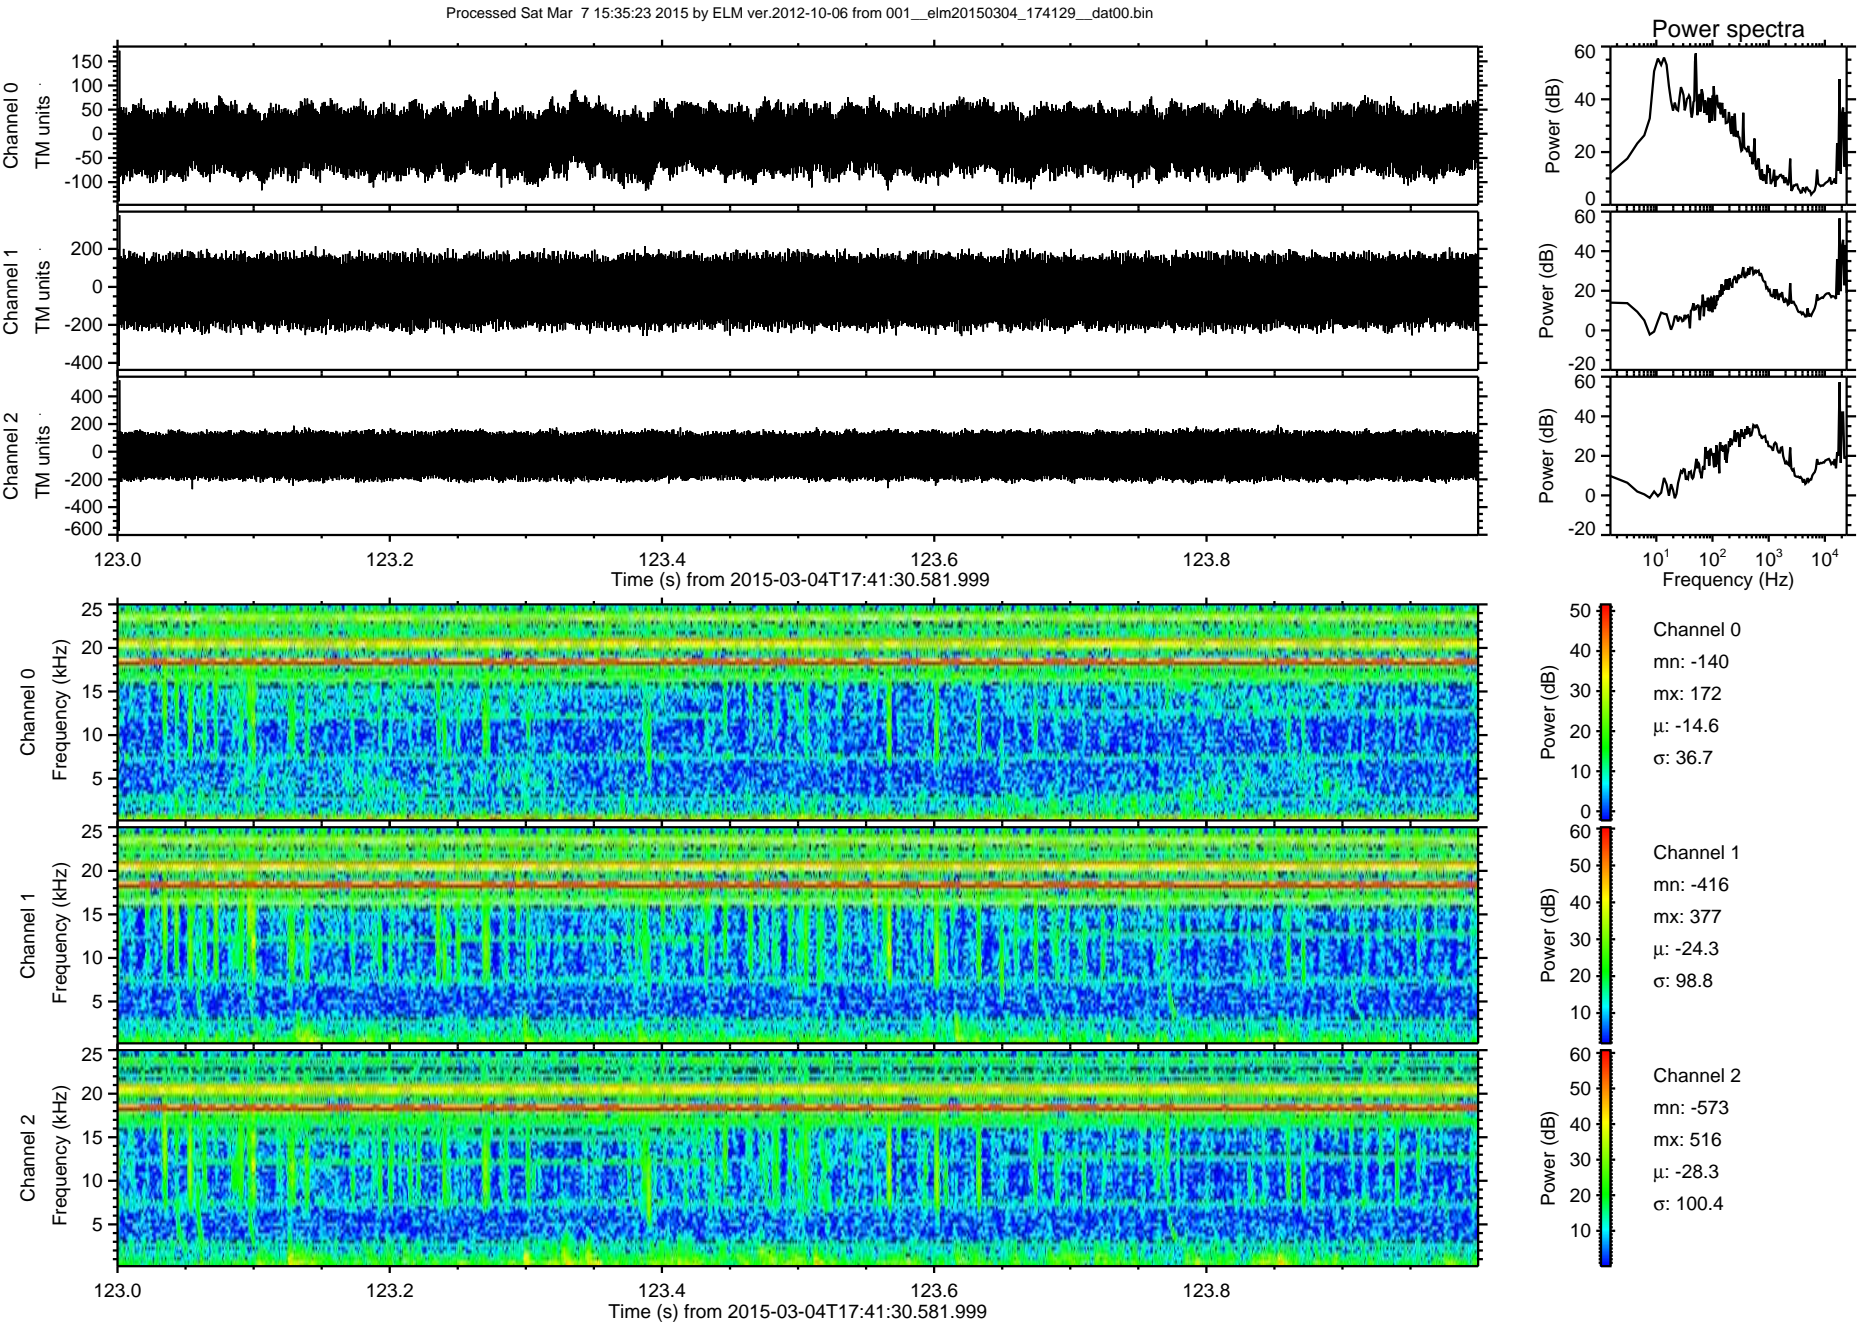 Processed Sat Mar 7 15:35:23 2015 by ELM ver.2012-10-06 from 001__elm20150304_174129__dat00.bin
Power spectra
Channel 0
TM units
150
100
50
0
-50
-100
Power (dB)
60
40
20
0
Channel 1
TM units
200
0
-200
-400
Power (dB)
60
40
20
0
-20
Channel 2
TM units
400
200
0
-200
-400
-600
Power (dB)
60
40
20
0
-20
123.0 123.2 123.4 123.6 123.8
Time (s) from 2015-03-04T17:41:30.581.999
10^1 10^2 10^3 10^4
Frequency (Hz)
Channel 0
Frequency (kHz)
25
20
15
10
5
Power (dB)
50
40
30
20
10
0
Channel 0
mn: -140
mx: 172
μ: -14.6
σ: 36.7
Channel 1
Frequency (kHz)
25
20
15
10
5
Power (dB)
60
50
40
30
20
10
Channel 1
mn: -416
mx: 377
μ: -24.3
σ: 98.8
Channel 2
Frequency (kHz)
25
20
15
10
5
Power (dB)
60
50
40
30
20
10
Channel 2
mn: -573
mx: 516
μ: -28.3
σ: 100.4
123.0 123.2 123.4 123.6 123.8
Time (s) from 2015-03-04T17:41:30.581.999